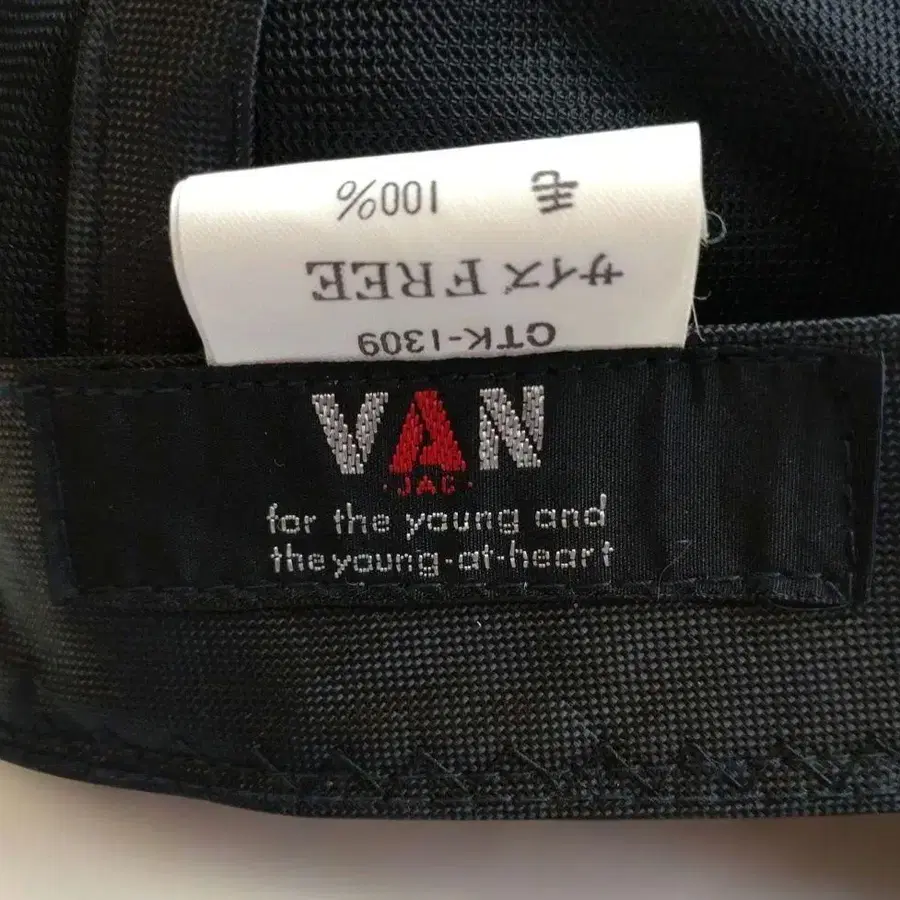 CTK-1309
サイズ FREE
毛 100%
VAN
·JAC·
for the young and
the young-at-heart